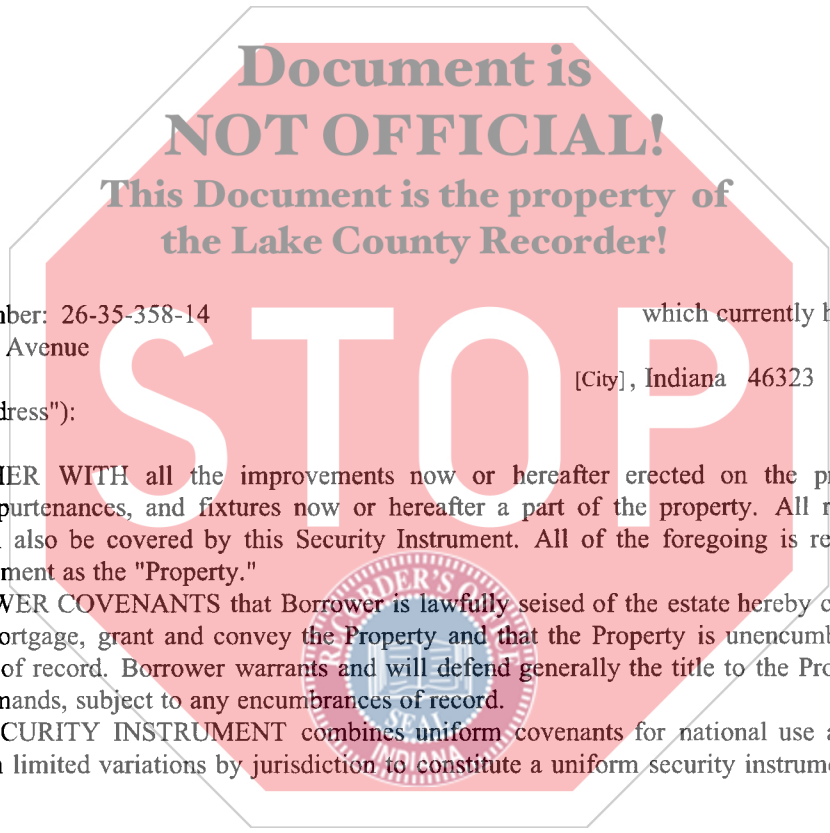 Document is
NOT OFFICIAL!
This Document is the property of
the Lake County Recorder!
nber: 26-35-358-14 which currently h
Avenue
[City], Indiana 46323
dress"):
STOP
IER WITH all the improvements now or hereafter erected on the pr
purtenances, and fixtures now or hereafter a part of the property. All r
also be covered by this Security Instrument. All of the foregoing is re
ment as the "Property."
WER COVENANTS that Borrower is lawfully seised of the estate hereby c
ortgage, grant and convey the Property and that the Property is unencumb
of record. Borrower warrants and will defend generally the title to the Pro
mands, subject to any encumbrances of record.
CURITY INSTRUMENT combines uniform covenants for national use a
limited variations by jurisdiction to constitute a uniform security instrume
RECORDER'S OFFICE
SEAL
INDIANA